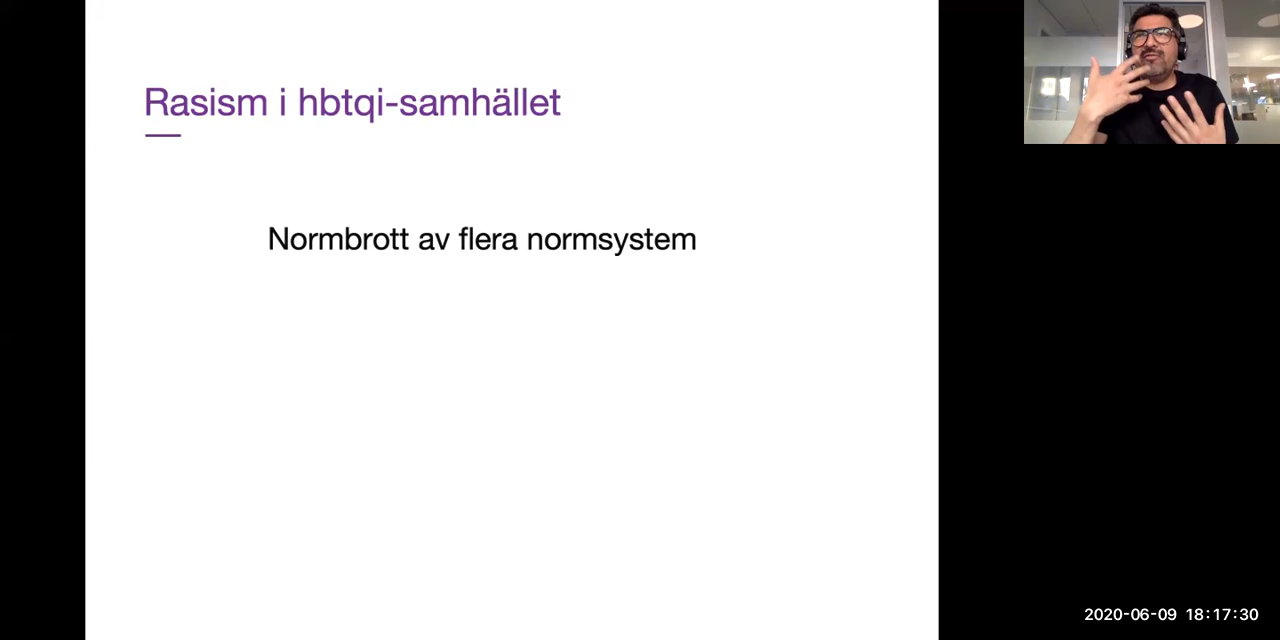 Rasism i hbtqi-samhället
Normbrott av flera normsystem
2020-06-09 18:17:30